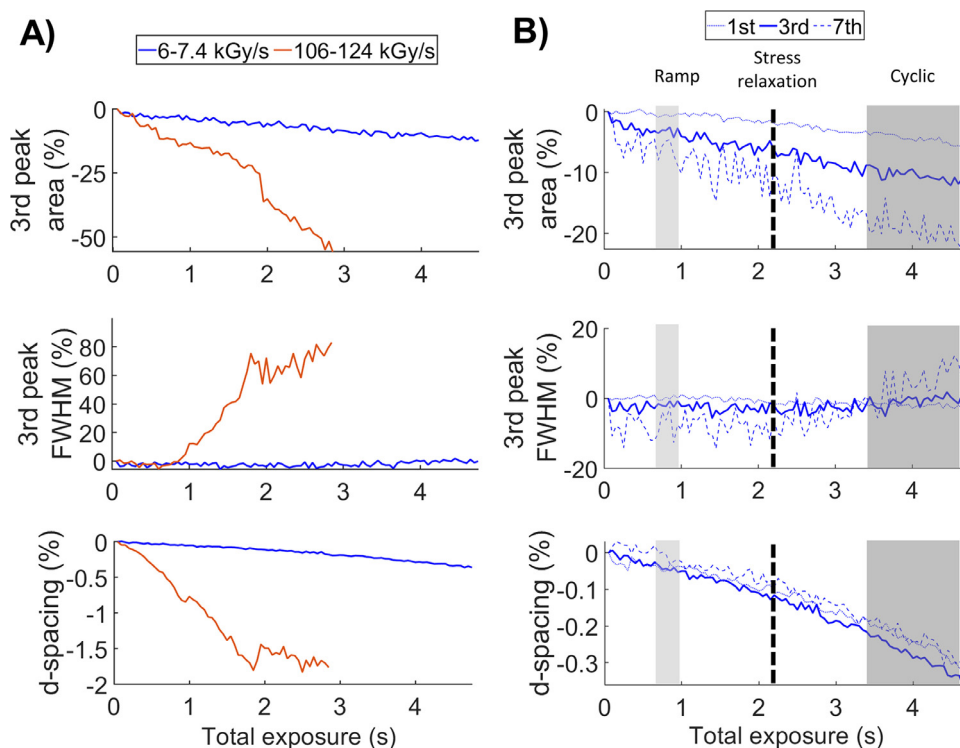 A)
6-7.4 kGy/s 106-124 kGy/s
3rd peak
area (%)
0
-25
-50
0 1 2 3 4
3rd peak
FWHM (%)
80
60
40
20
0
0 1 2 3 4
d-spacing (%)
0
-0.5
-1
-1.5
-2
0 1 2 3 4
Total exposure (s)
B)
1st 3rd 7th
Ramp
Stress
relaxation
Cyclic
3rd peak
area (%)
0
-10
-20
0 1 2 3 4
3rd peak
FWHM (%)
20
0
-20
0 1 2 3 4
d-spacing (%)
0
-0.1
-0.2
-0.3
0 1 2 3 4
Total exposure (s)